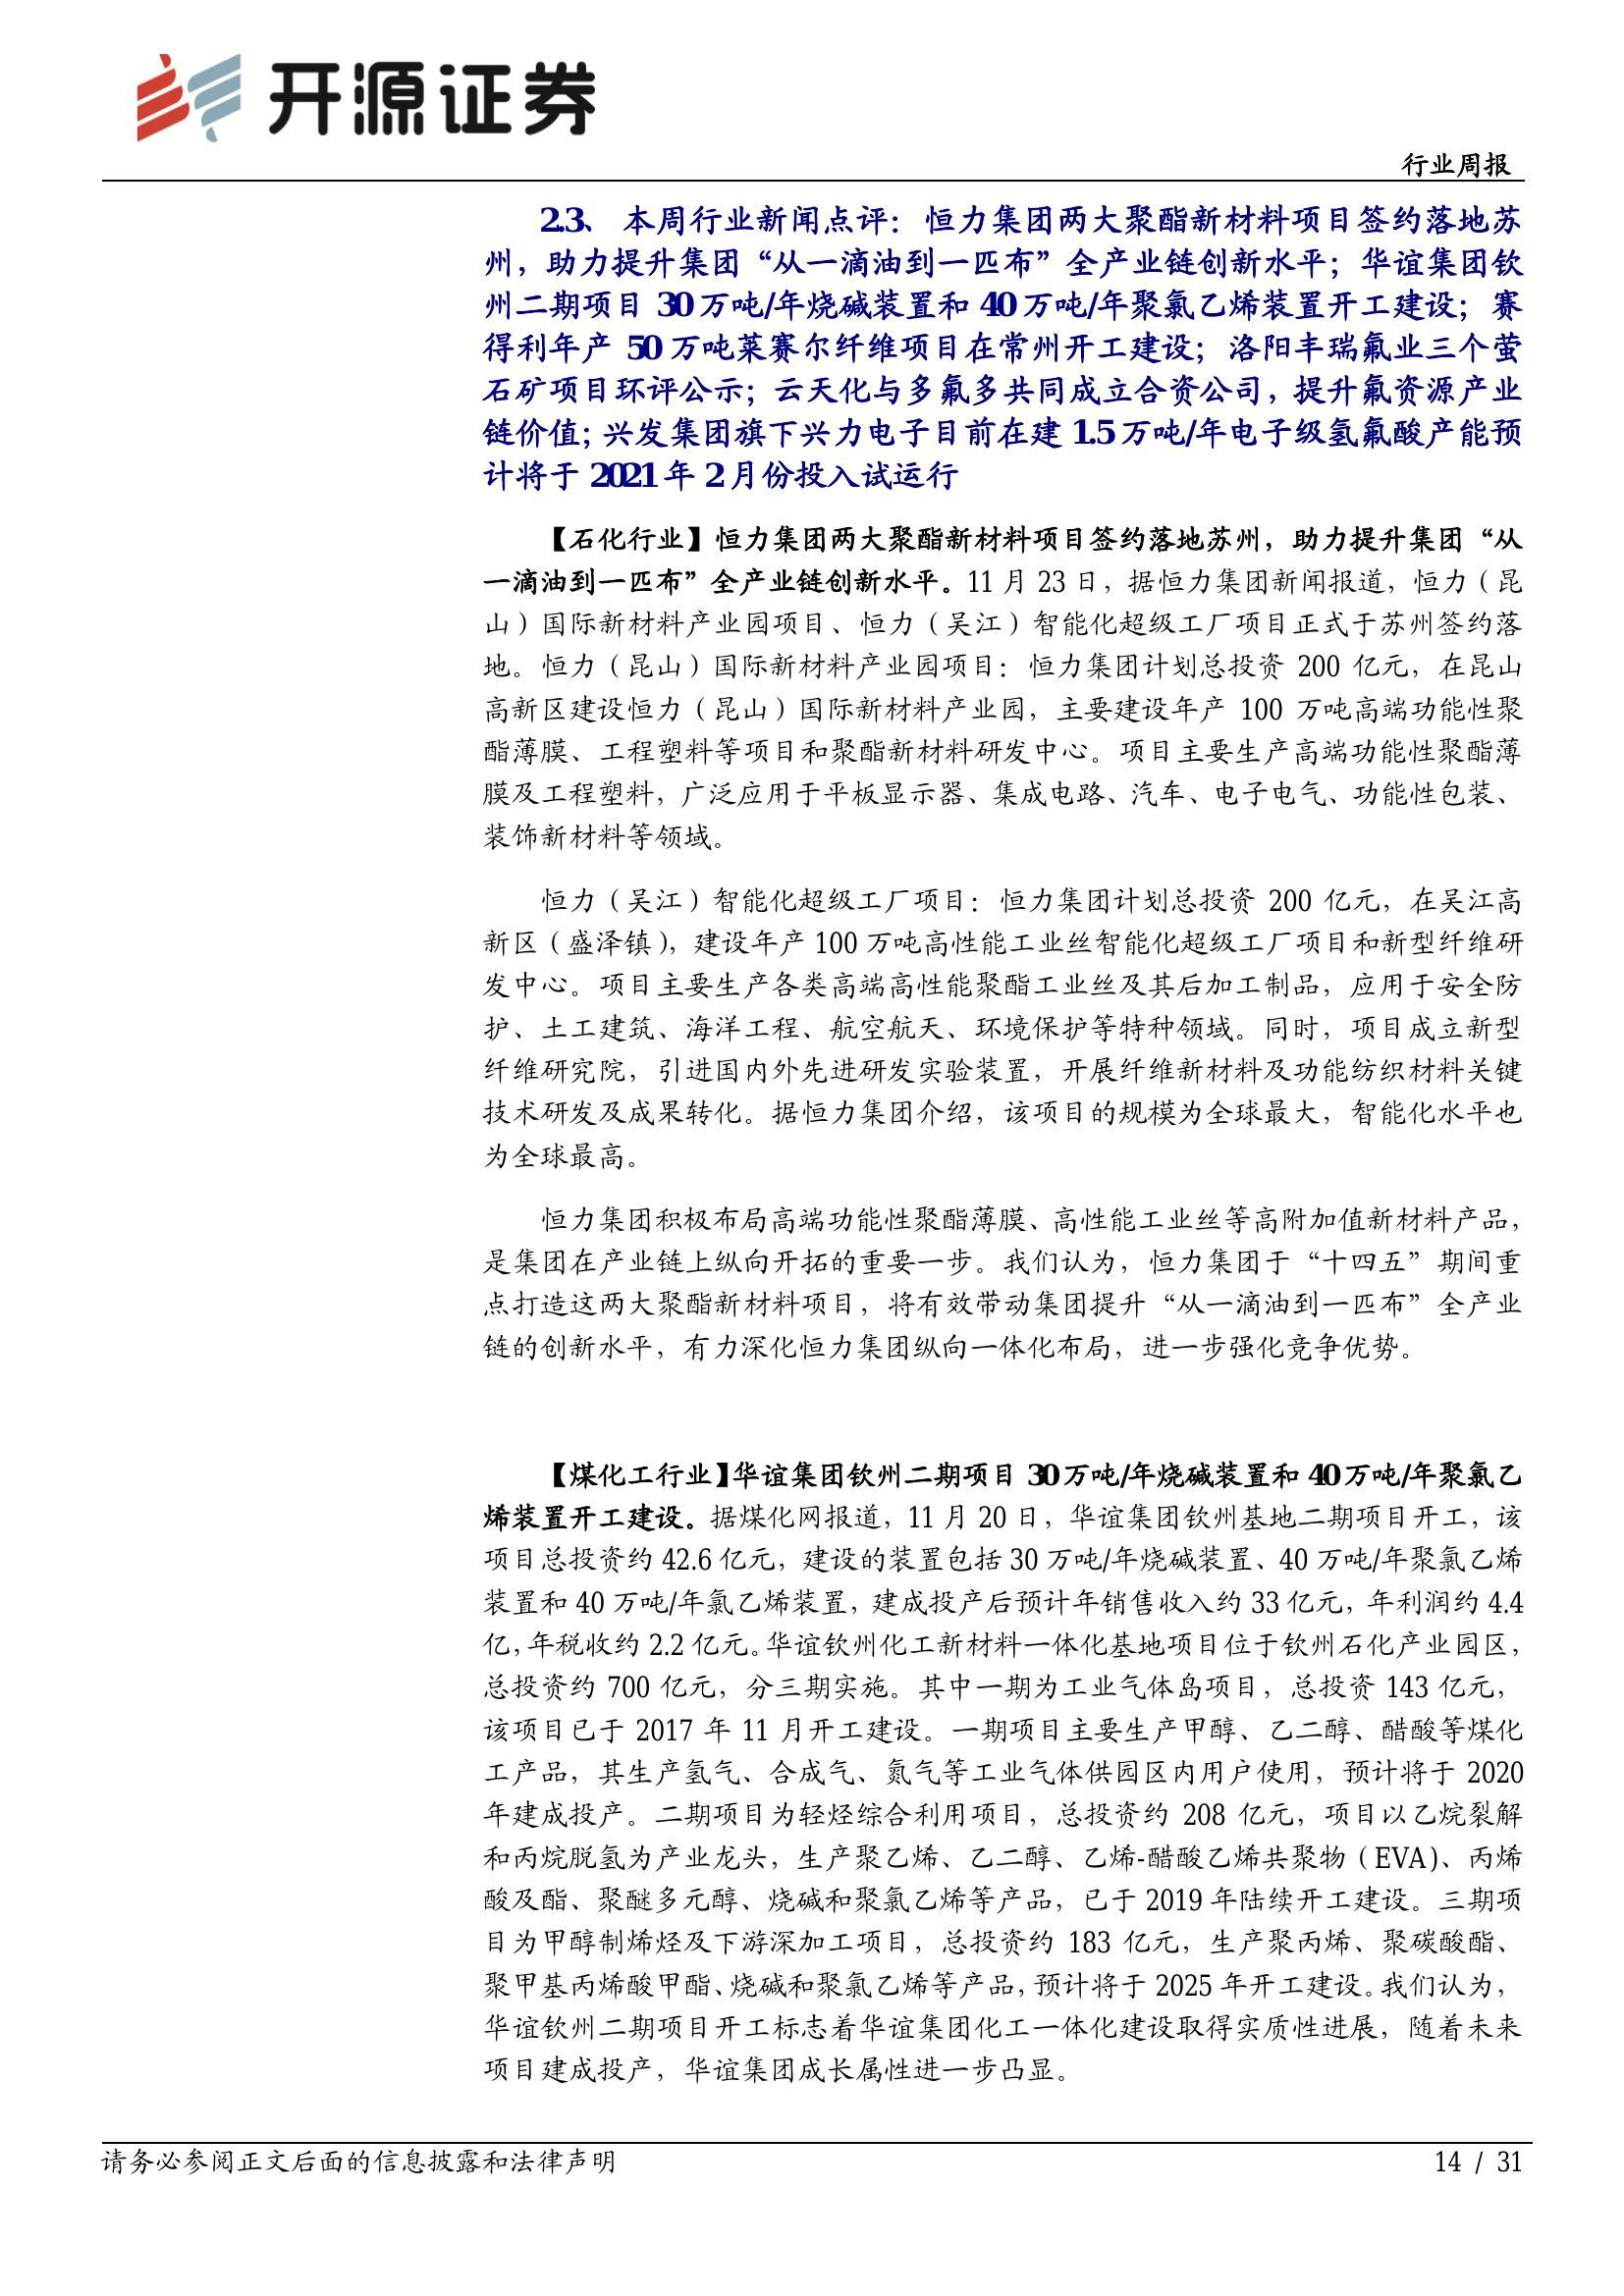 开源证券
行业周报
2.3、 本周行业新闻点评：恒力集团两大聚酯新材料项目签约落地苏
州，助力提升集团“从一滴油到一匹布”全产业链创新水平；华谊集团钦
州二期项目 30 万吨/年烧碱装置和 40 万吨/年聚氯乙烯装置开工建设；赛
得利年产 50 万吨莱赛尔纤维项目在常州开工建设；洛阳丰瑞氟业三个萤
石矿项目环评公示；云天化与多氟多共同成立合资公司，提升氟资源产业
链价值；兴发集团旗下兴力电子目前在建 1.5 万吨/年电子级氢氟酸产能预
计将于 2021 年 2 月份投入试运行
【石化行业】恒力集团两大聚酯新材料项目签约落地苏州，助力提升集团“从
一滴油到一匹布”全产业链创新水平。11 月 23 日，据恒力集团新闻报道，恒力（昆
山）国际新材料产业园项目、恒力（吴江）智能化超级工厂项目正式于苏州签约落
地。恒力（昆山）国际新材料产业园项目：恒力集团计划总投资 200 亿元，在昆山
高新区建设恒力（昆山）国际新材料产业园，主要建设年产 100 万吨高端功能性聚
酯薄膜、工程塑料等项目和聚酯新材料研发中心。项目主要生产高端功能性聚酯薄
膜及工程塑料，广泛应用于平板显示器、集成电路、汽车、电子电气、功能性包装、
装饰新材料等领域。
恒力（吴江）智能化超级工厂项目：恒力集团计划总投资 200 亿元，在吴江高
新区（盛泽镇），建设年产 100 万吨高性能工业丝智能化超级工厂项目和新型纤维研
发中心。项目主要生产各类高端高性能聚酯工业丝及其后加工制品，应用于安全防
护、土工建筑、海洋工程、航空航天、环境保护等特种领域。同时，项目成立新型
纤维研究院，引进国内外先进研发实验装置，开展纤维新材料及功能纺织材料关键
技术研发及成果转化。据恒力集团介绍，该项目的规模为全球最大，智能化水平也
为全球最高。
恒力集团积极布局高端功能性聚酯薄膜、高性能工业丝等高附加值新材料产品，
是集团在产业链上纵向开拓的重要一步。我们认为，恒力集团于“十四五”期间重
点打造这两大聚酯新材料项目，将有效带动集团提升“从一滴油到一匹布”全产业
链的创新水平，有力深化恒力集团纵向一体化布局，进一步强化竞争优势。
【煤化工行业】华谊集团钦州二期项目 30 万吨/年烧碱装置和 40 万吨/年聚氯乙
烯装置开工建设。据煤化网报道，11 月 20 日，华谊集团钦州基地二期项目开工，该
项目总投资约 42.6 亿元，建设的装置包括 30 万吨/年烧碱装置、40 万吨/年聚氯乙烯
装置和 40 万吨/年氯乙烯装置，建成投产后预计年销售收入约 33 亿元，年利润约 4.4
亿，年税收约 2.2 亿元。华谊钦州化工新材料一体化基地项目位于钦州石化产业园区，
总投资约 700 亿元，分三期实施。其中一期为工业气体岛项目，总投资 143 亿元，
该项目已于 2017 年 11 月开工建设。一期项目主要生产甲醇、乙二醇、醋酸等煤化
工产品，其生产氢气、合成气、氮气等工业气体供园区内用户使用，预计将于 2020
年建成投产。二期项目为轻烃综合利用项目，总投资约 208 亿元，项目以乙烷裂解
和丙烷脱氢为产业龙头，生产聚乙烯、乙二醇、乙烯-醋酸乙烯共聚物（EVA）、丙烯
酸及酯、聚醚多元醇、烧碱和聚氯乙烯等产品，已于 2019 年陆续开工建设。三期项
目为甲醇制烯烃及下游深加工项目，总投资约 183 亿元，生产聚丙烯、聚碳酸酯、
聚甲基丙烯酸甲酯、烧碱和聚氯乙烯等产品，预计将于 2025 年开工建设。我们认为，
华谊钦州二期项目开工标志着华谊集团化工一体化建设取得实质性进展，随着未来
项目建成投产，华谊集团成长属性进一步凸显。
请务必参阅正文后面的信息披露和法律声明
14 / 31